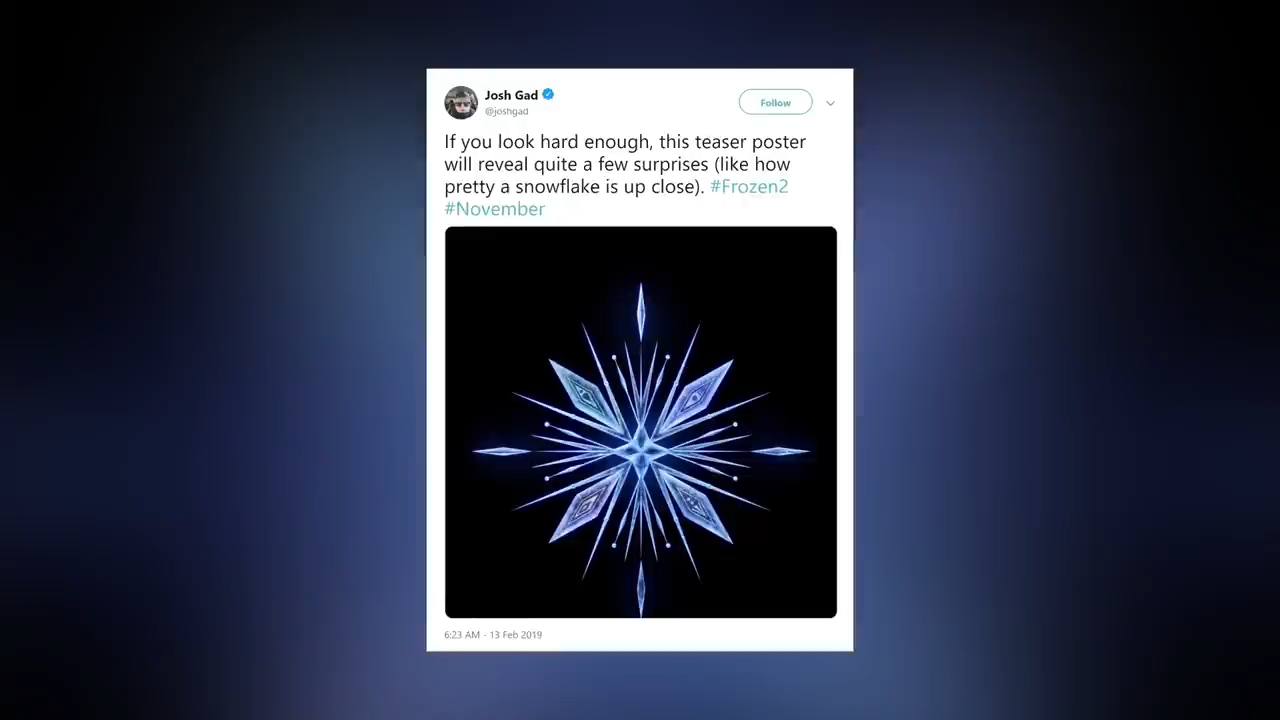 Josh Gad
@joshgad
Follow
If you look hard enough, this teaser poster
will reveal quite a few surprises (like how
pretty a snowflake is up close). #Frozen2
#November
6:23 AM - 13 Feb 2019